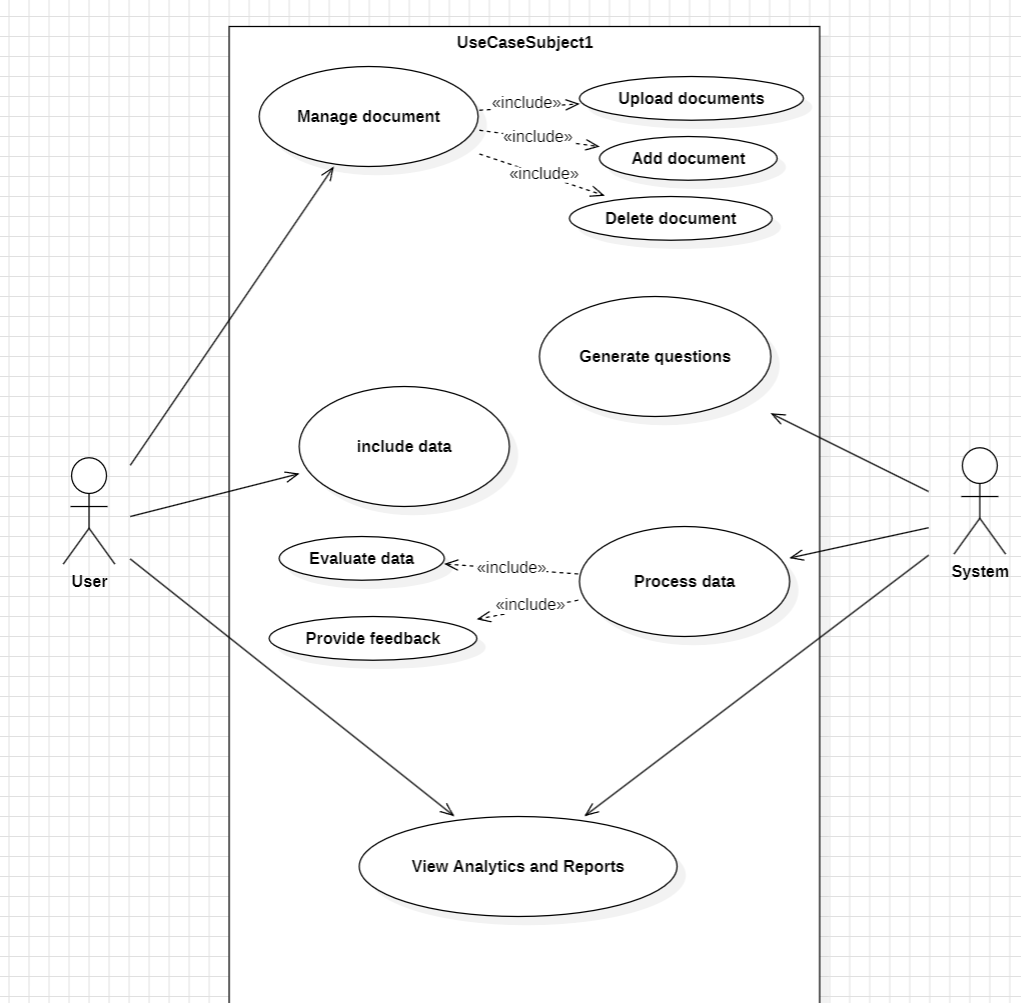 UseCaseSubject1
Manage document
«include»
Upload documents
«include»
Add document
«include»
Delete document
Generate questions
include data
User
System
Evaluate data
«include»
Process data
«include»
Provide feedback
View Analytics and Reports